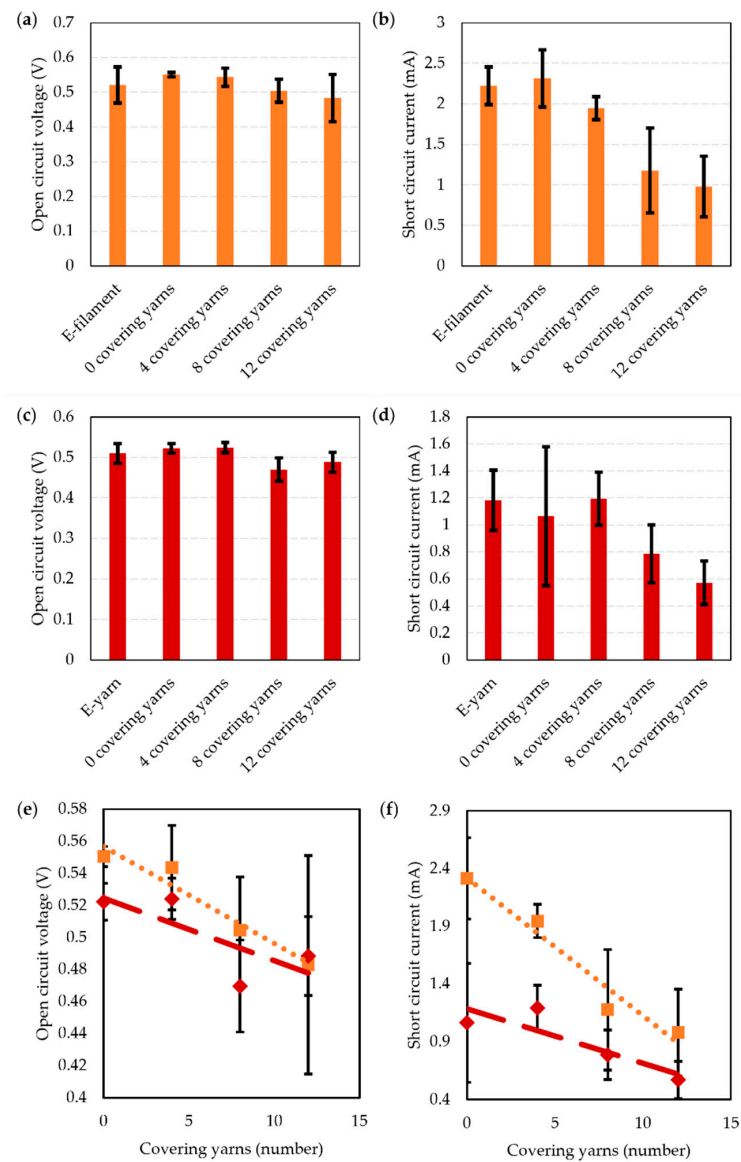 (a)
Open circuit voltage (V)
0.7
0.6
0.5
0.4
0.3
0.2
0.1
0
E-filament
0 covering yarns
4 covering yarns
8 covering yarns
12 covering yarns
(b)
Short circuit current (mA)
3
2.5
2
1.5
1
0.5
0
E-filament
0 covering yarns
4 covering yarns
8 covering yarns
12 covering yarns
(c)
Open circuit voltage (V)
0.6
0.5
0.4
0.3
0.2
0.1
0
E-yarn
0 covering yarns
4 covering yarns
8 covering yarns
12 covering yarns
(d)
Short circuit current (mA)
1.8
1.6
1.4
1.2
1
0.8
0.6
0.4
0.2
0
E-yarn
0 covering yarns
4 covering yarns
8 covering yarns
12 covering yarns
(e)
Open circuit voltage (V)
0.58
0.56
0.54
0.52
0.5
0.48
0.46
0.44
0.42
0.4
0
5
10
15
Covering yarns (number)
(f)
Short circuit current (mA)
2.9
2.4
1.9
1.4
0.9
0.4
0
5
10
15
Covering yarns (number)